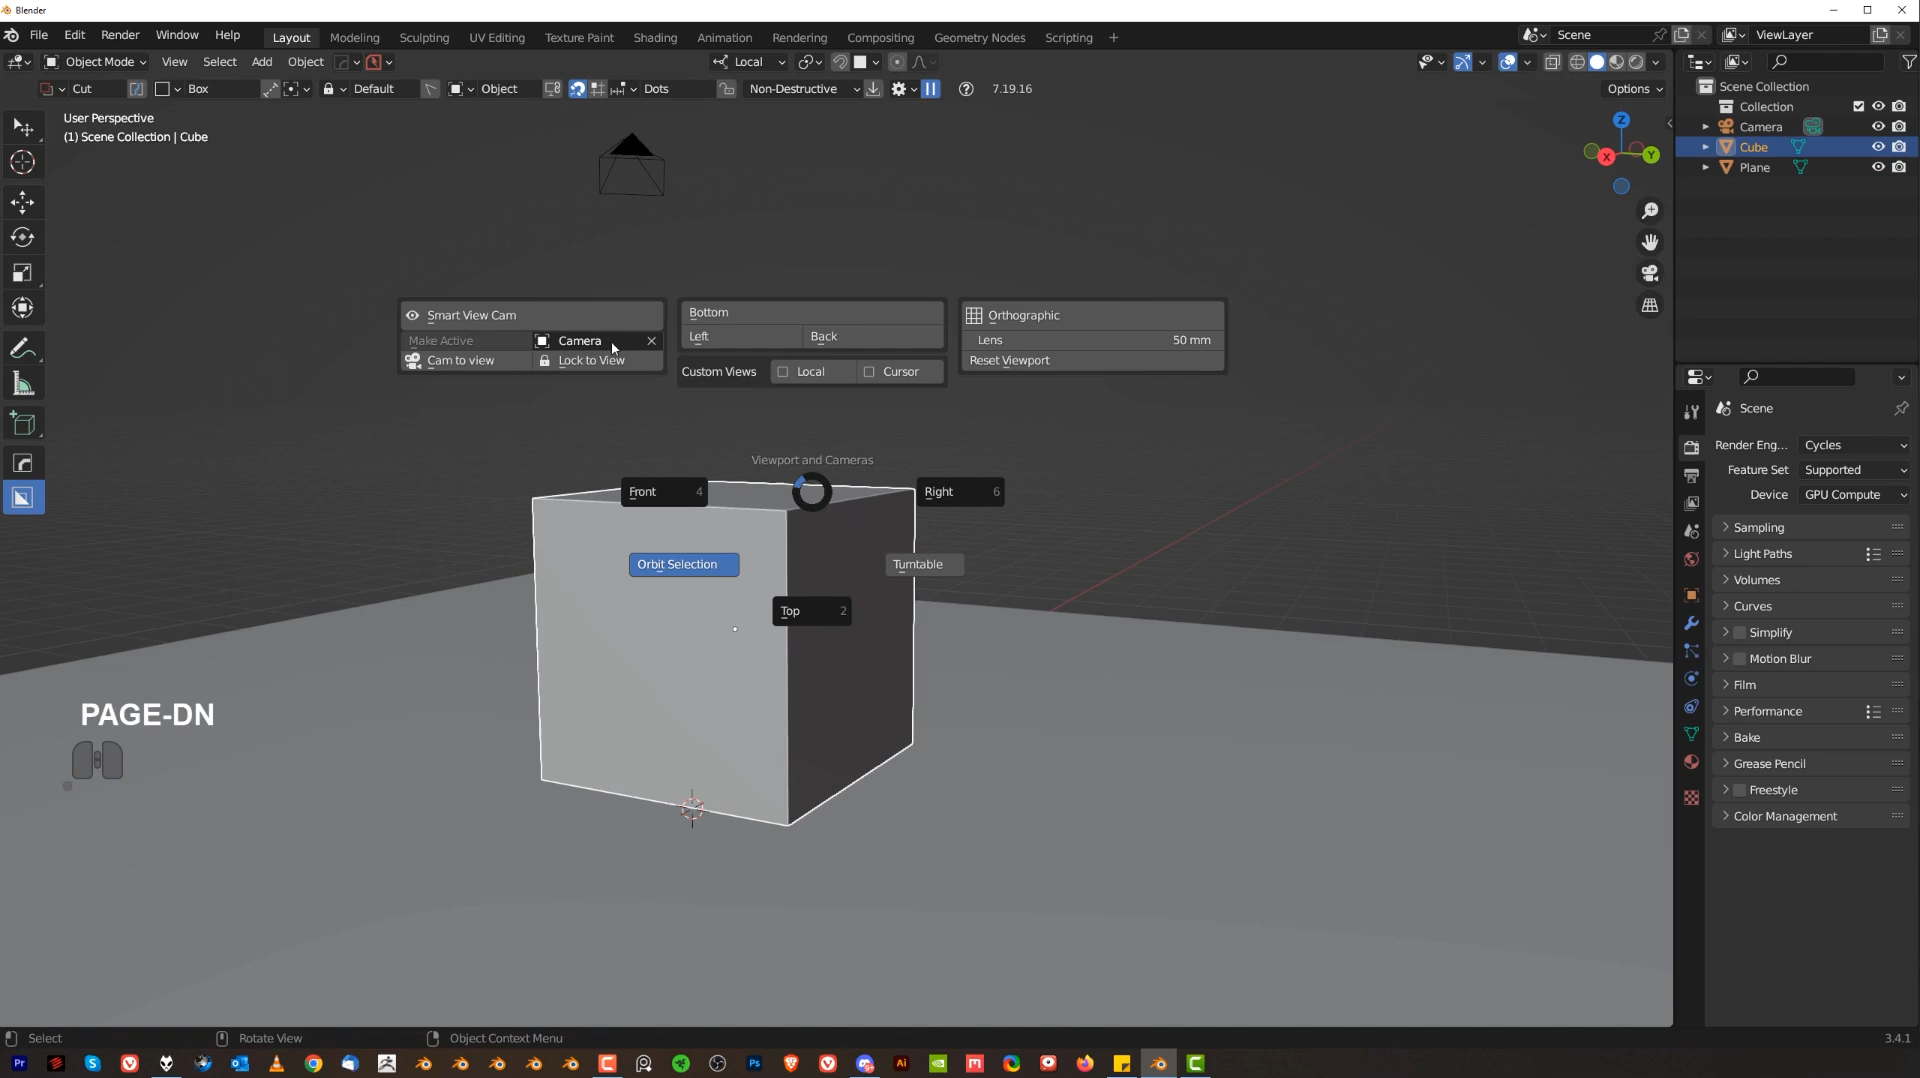 Blender
File Edit Render Window Help Layout Modeling Sculpting UV Editing Texture Paint Shading Animation Rendering Compositing Geometry Nodes Scripting + Scene ViewLayer
Object Mode View Select Add Object Local
Cut Box Default Object Dots Non-Destructive 7.19.16 Options
User Perspective
(1) Scene Collection | Cube
Scene Collection
Collection
Camera
Cube
Plane
Z
X
Y
Smart View Cam
Make Active Camera
Cam to view Lock to View
Bottom
Left Back
Custom Views Local Cursor
Orthographic
Lens 50 mm
Reset Viewport
Viewport and Cameras
Front 4
Right 6
Orbit Selection
Turntable
Top 2
PAGE-DN
Scene
Render Eng... Cycles
Feature Set Supported
Device GPU Compute
Sampling
Light Paths
Volumes
Curves
Simplify
Motion Blur
Film
Performance
Bake
Grease Pencil
Freestyle
Color Management
Select Rotate View Object Context Menu 3.4.1
Pr S Ps Ai M C